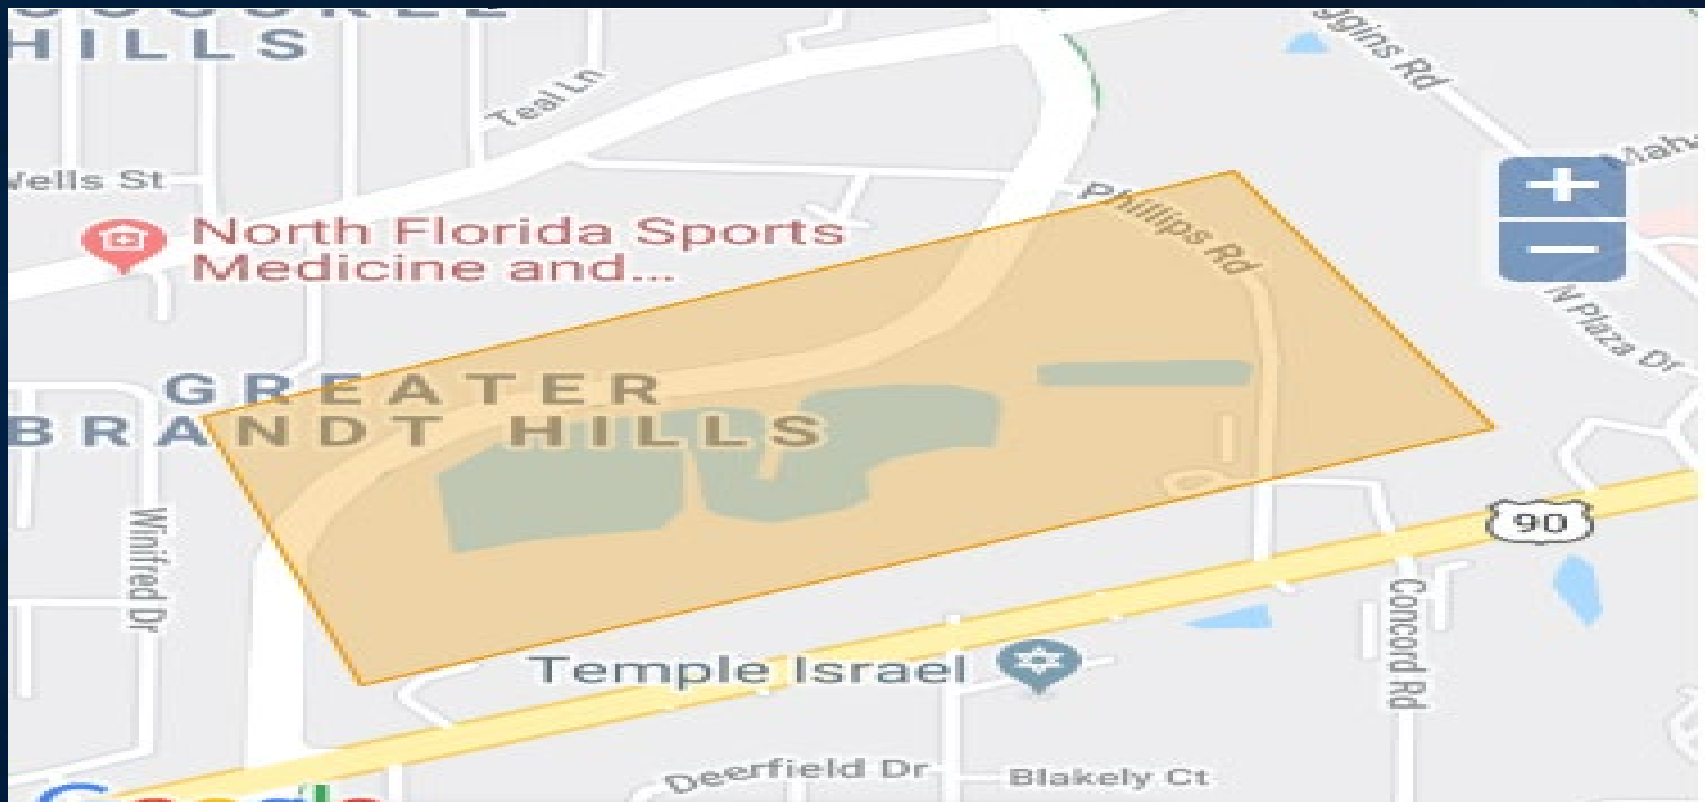 HILLS
Teal Ln
Wells St
North Florida Sports
Medicine and...
Phillips Rd
N Plaza Dr
GREATER
BRANDT HILLS
Winifred Dr
90
Concord Rd
Temple Israel
Deerfield Dr
Blakely Ct